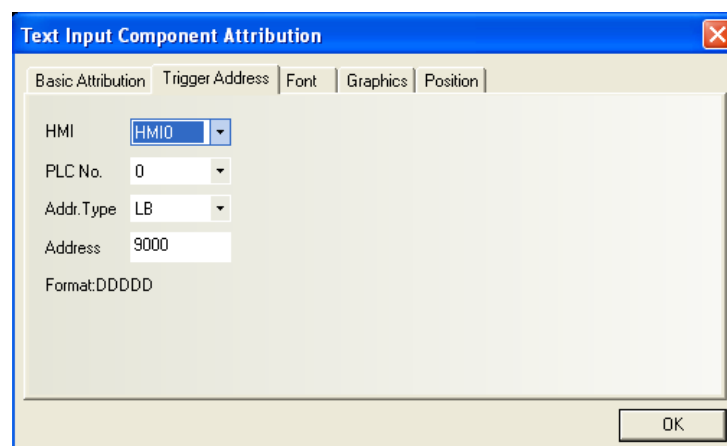 Text Input Component Attribution
Basic Attribution Trigger Address Font Graphics Position
HMI HMI0
PLC No. 0
Addr.Type LB
Address 9000
Format:DDDDD
OK